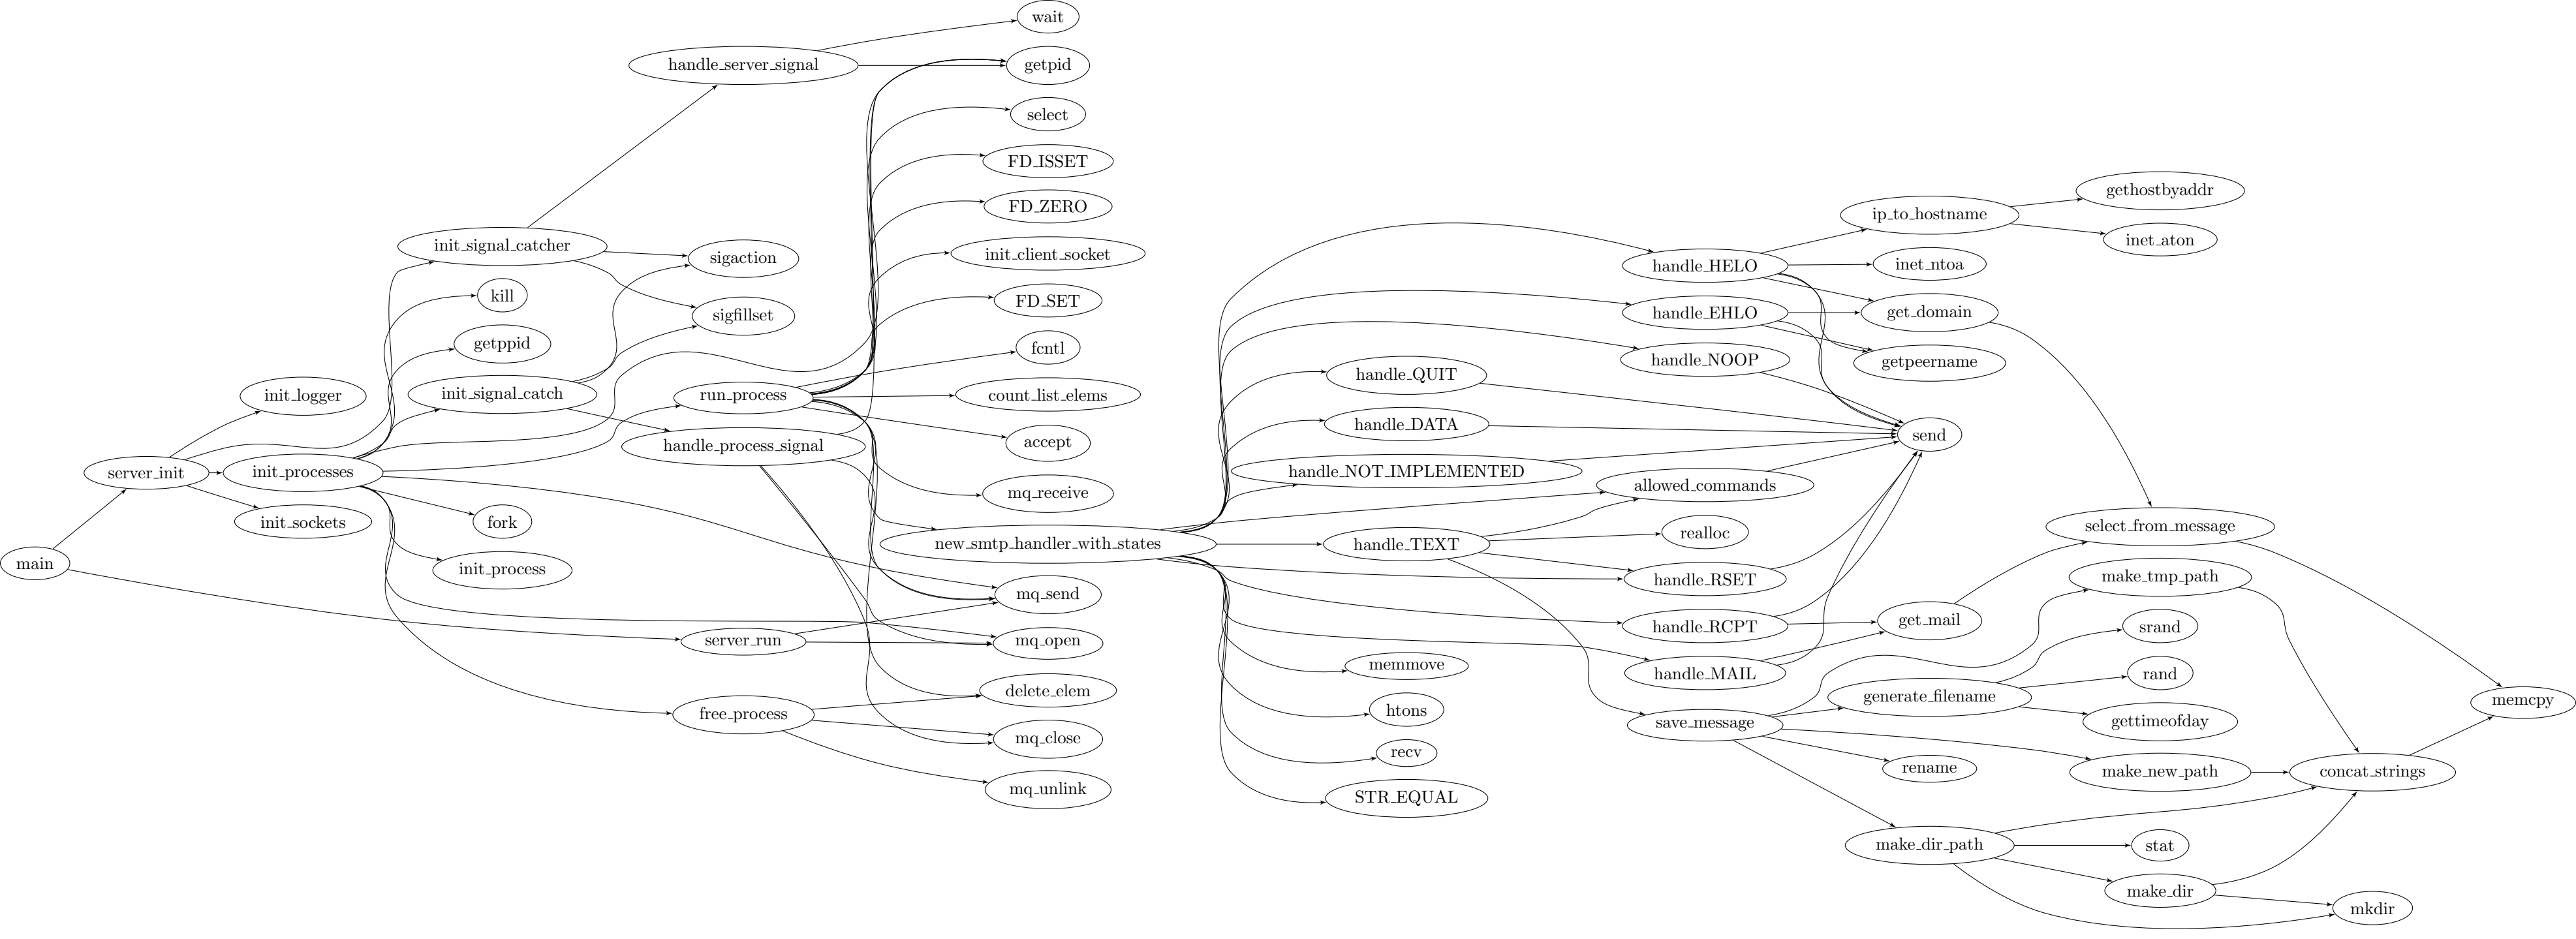 main
server_init
init_logger
init_processes
init_sockets
init_signal_catcher
kill
getppid
init_signal_catch
fork
init_process
handle_server_signal
sigaction
sigfillset
run_process
handle_process_signal
server_run
free_process
wait
getpid
select
FD_ISSET
FD_ZERO
init_client_socket
FD_SET
fcntl
count_list_elems
accept
mq_receive
new_smtp_handler_with_states
mq_send
mq_open
delete_elem
mq_close
mq_unlink
handle_QUIT
handle_DATA
handle_NOT_IMPLEMENTED
handle_TEXT
memmove
htons
recv
STR_EQUAL
handle_HELO
handle_EHLO
handle_NOOP
allowed_commands
realloc
handle_RSET
handle_RCPT
handle_MAIL
save_message
ip_to_hostname
inet_ntoa
get_domain
getpeername
send
get_mail
generate_filename
rename
make_dir_path
gethostbyaddr
inet_aton
select_from_message
make_tmp_path
srand
rand
gettimeofday
make_new_path
stat
make_dir
concat_strings
mkdir
memcpy